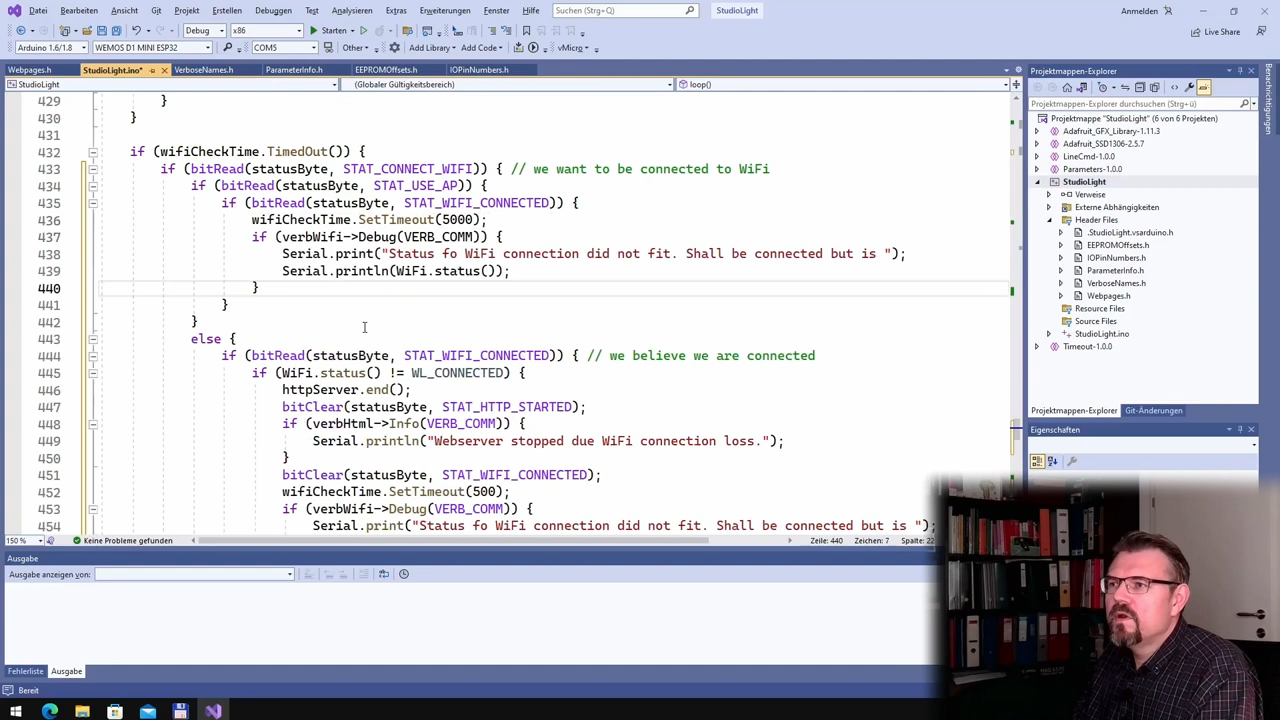 Datei Bearbeiten Ansicht Git Projekt Erstellen Debuggen Test Analysieren Extras Erweiterungen Fenster Hilfe Suchen (Strg+Q) StudioLight Anmelden
Debug x86 Starten Live Share
Arduino 1.6/1.8 WEMOS D1 MINI ESP32 COM5 Other Add Library Add Code vMicro
Webpages.h StudioLight.ino* VerboseNames.h ParameterInfo.h EEPROMOffsets.h IOPinNumbers.h
StudioLight (Globaler Gültigkeitsbereich) loop()
429 }
430 }
431
432 if (wifiCheckTime.TimedOut()) {
433 if (bitRead(statusByte, STAT_CONNECT_WIFI)) { // we want to be connected to WiFi
434 if (bitRead(statusByte, STAT_USE_AP)) {
435 if (bitRead(statusByte, STAT_WIFI_CONNECTED)) {
436 wifiCheckTime.SetTimeout(5000);
437 if (verbWifi->Debug(VERB_COMM)) {
438 Serial.print("Status fo WiFi connection did not fit. Shall be connected but is ");
439 Serial.println(WiFi.status());
440 }
441 }
442 }
443 else {
444 if (bitRead(statusByte, STAT_WIFI_CONNECTED)) { // we believe we are connected
445 if (WiFi.status() != WL_CONNECTED) {
446 httpServer.end();
447 bitClear(statusByte, STAT_HTTP_STARTED);
448 if (verbHtml->Info(VERB_COMM)) {
449 Serial.println("Webserver stopped due WiFi connection loss.");
450 }
451 bitClear(statusByte, STAT_WIFI_CONNECTED);
452 wifiCheckTime.SetTimeout(500);
453 if (verbWifi->Debug(VERB_COMM)) {
454 Serial.print("Status fo WiFi connection did not fit. Shall be connected but is ");
150 % Keine Probleme gefunden Zeile: 440 Zeichen: 7
Ausgabe
Ausgabe anzeigen von:
Fehlerliste Ausgabe
Bereit
Projektmappen-Explorer
Projektmappen-Explorer durchsuchen (Strg+ü)
Projektmappe "StudioLight" (6 von 6 Projekten)
Adafruit_GFX_Library-1.11.3
Adafruit_SSD1306-2.5.7
LineCmd-1.0.0
Parameters-1.0.0
StudioLight
Verweise
Externe Abhängigkeiten
Header Files
.StudioLight.vsarduino.h
EEPROMOffsets.h
IOPinNumbers.h
ParameterInfo.h
VerboseNames.h
Webpages.h
Resource Files
Source Files
StudioLight.ino
Timeout-1.0.0
Projektmappen-Explorer Git-Änderungen
Eigenschaften
Benachrichtigungen